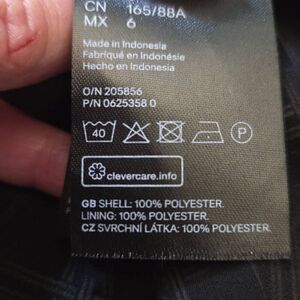 CN 165/88A
MX 6
Made in Indonesia
Fabriqué en Indonésie
Hecho en Indonesia
O/N 205856
P/N 0625358 0
40 P
clevercare.info
GB SHELL: 100% POLYESTER.
LINING: 100% POLYESTER.
CZ SVRCHNÍ LÁTKA: 100% POLYESTER.